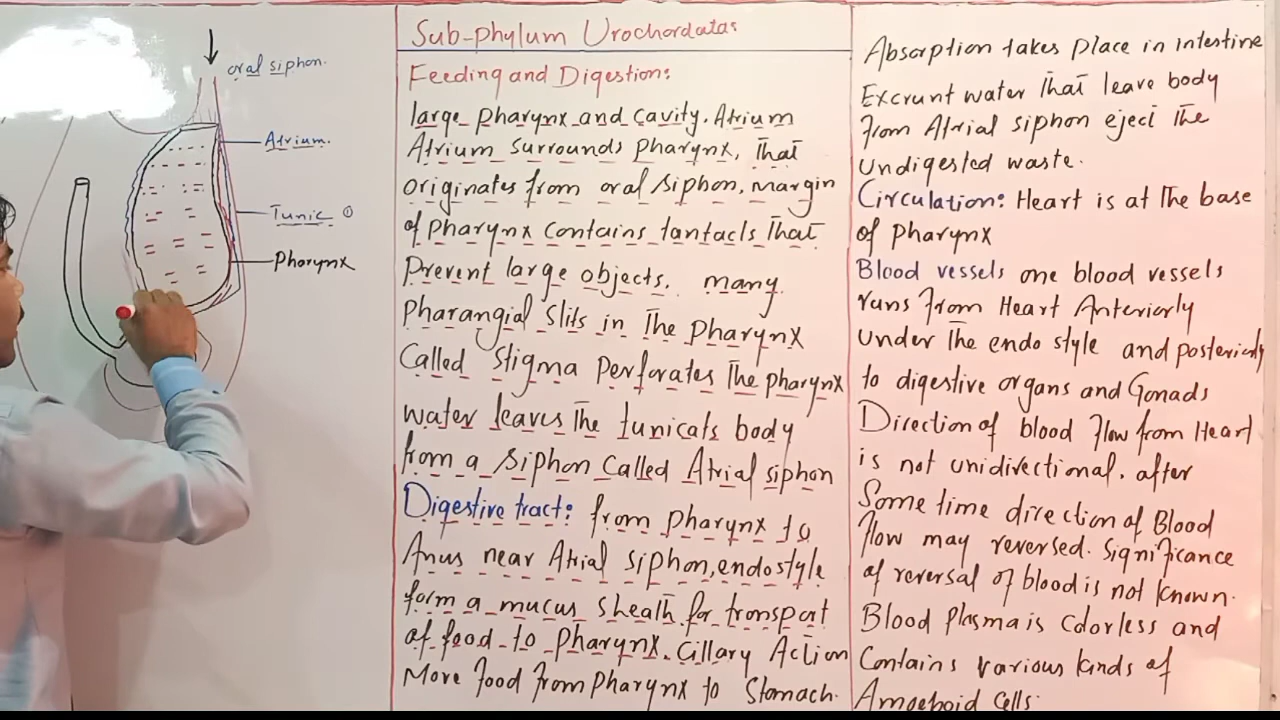 oral siphon.
Atrium.
Tunic ①
Phorynx
Sub-phylum Urochordata:
Feeding and Digestion:
large pharynx and cavity. Atrium
Atrium surrounds pharynx, that
originates from oral siphon, margin
of pharynx contains tantacls that
Prevent large objects. many
Pharangial slits in The pharynx
Called Stigma perforates The pharynx
water leaves The tunicats body
from a siphon called Atrial siphon
Digestive tract: from pharynx to
Anus near Atrial siphon, endostyle
form a mucus sheath for transport
of food to pharynx. cillary Action
More food from pharynx to Stomach.
Absorption takes place in intestine
Excrunt water That leave body
from Atrial siphon eject The
undigested waste.
Circulation: Heart is at The base
of pharynx
Blood vessels one blood vessels
runs from Heart Anteriorly
under The endo style and posteriorly
to digestive organs and Gonads
Direction of blood flow from Heart
is not unidirectional. after
Some time direction of Blood
flow may reversed. Significance
of reversal of blood is not known.
Blood plasma is Colorless and
Contains various kinds of
Amoeboid cells.